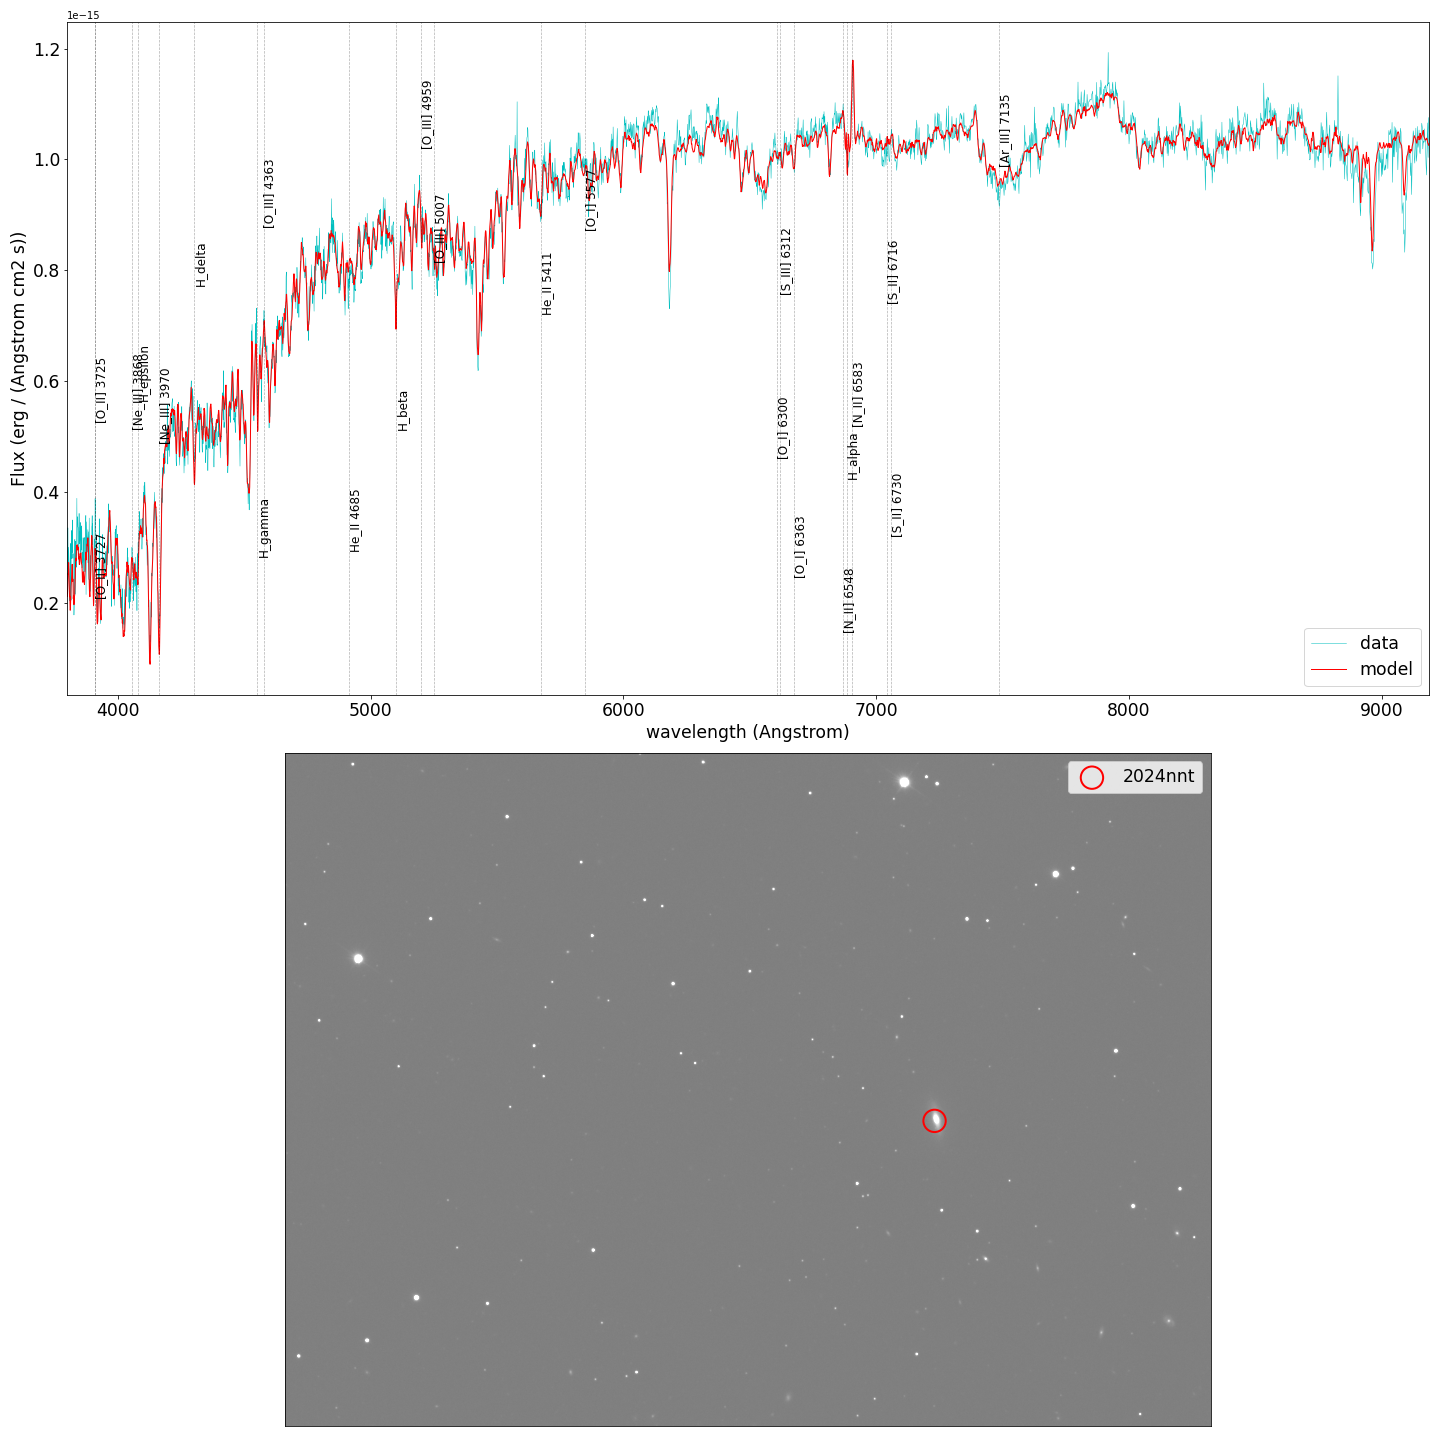 1e−15
Flux (erg / (Angstrom cm2 s))
1.2
1.0
0.8
0.6
0.4
0.2
[O_II] 3725
[O_II] 3727
[Ne_III] 3868
H_epsilon
[Ne_III] 3970
H_delta
[O_III] 4363
H_gamma
He_II 4685
H_beta
[O_III] 4959
[O_III] 5007
He_II 5411
[O_I] 5577
[O_I] 6300
[S_III] 6312
[O_I] 6363
[N_II] 6548
H_alpha
[N_II] 6583
[S_II] 6716
[S_II] 6730
[Ar_III] 7135
data
model
4000 5000 6000 7000 8000 9000
wavelength (Angstrom)
2024nnt